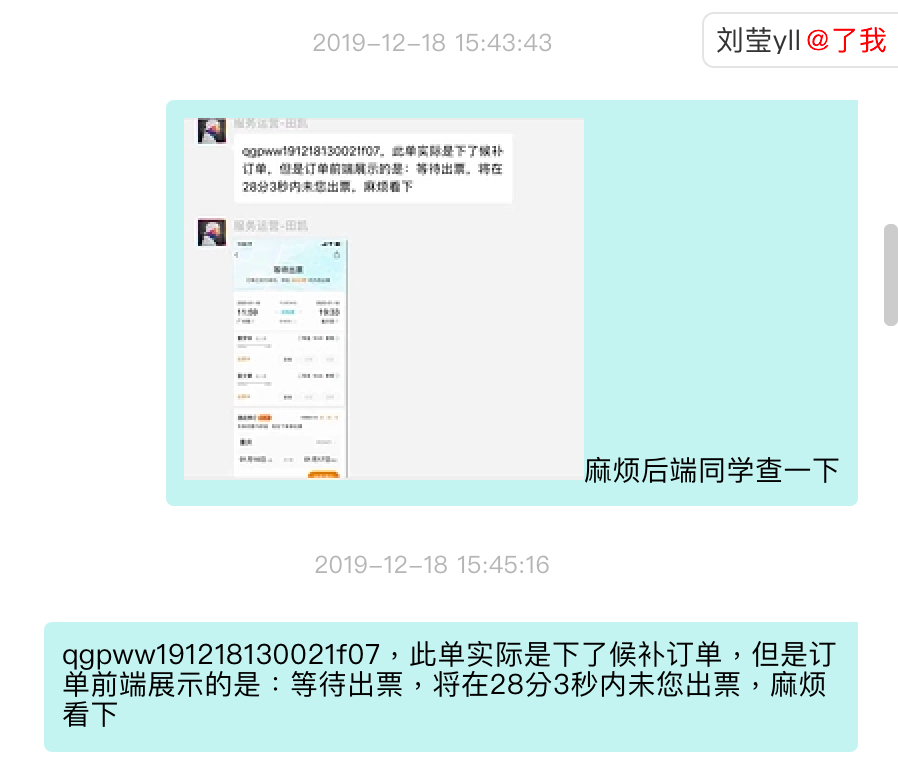 2019-12-18 15:43:43
刘莹yll@了我
服务运营-田凯
qgpww191218130021f07，此单实际是下了候补
订单，但是订单前端展示的是：等待出票，将在
28分3秒内未您出票，麻烦看下
服务运营-田凯
等待出票
11:59
19:33
麻烦后端同学查一下
2019-12-18 15:45:16
qgpww191218130021f07，此单实际是下了候补订单，但是订
单前端展示的是：等待出票，将在28分3秒内未您出票，麻烦
看下